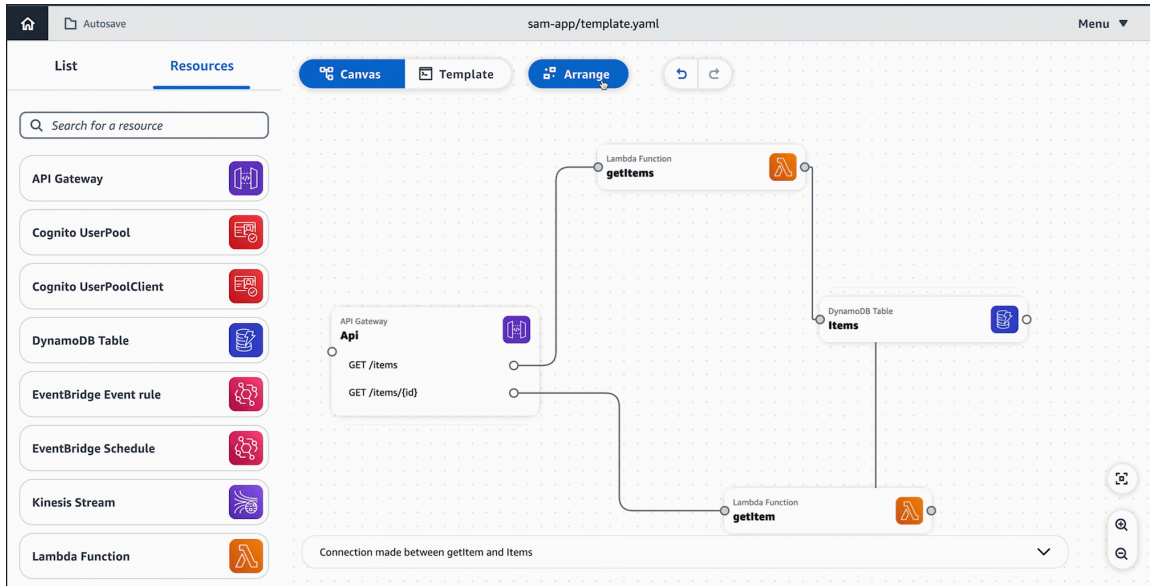 Autosave
sam-app/template.yaml
Menu
List
Resources
Canvas
Template
Arrange
Search for a resource
API Gateway
Cognito UserPool
Cognito UserPoolClient
DynamoDB Table
EventBridge Event rule
EventBridge Schedule
Kinesis Stream
Lambda Function
Lambda Function
getItems
API Gateway
Api
GET /items
GET /items/{id}
DynamoDB Table
Items
Lambda Function
getItem
Connection made between getItem and Items